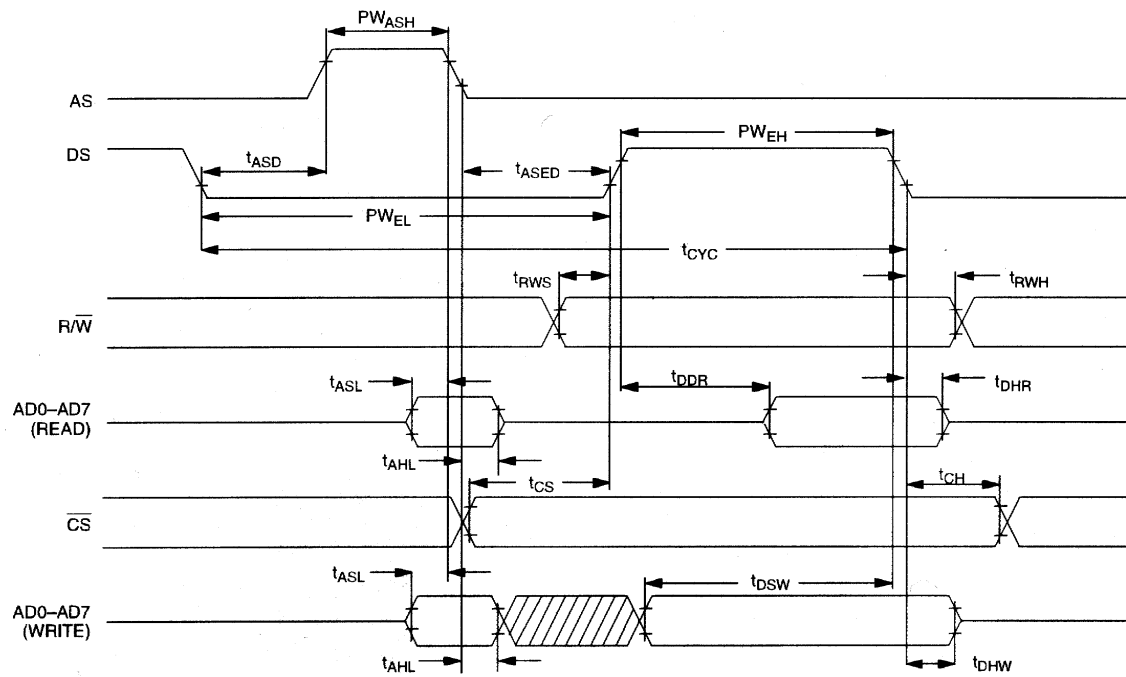 PW_ASH
AS
PW_EH
DS
t_ASD
t_ASED
PW_EL
t_CYC
t_RWS
t_RWH
R/W̅
t_ASL
t_DDR
t_DHR
AD0–AD7
(READ)
t_AHL
t_CS
t_CH
C̅S̅
t_ASL
t_DSW
AD0–AD7
(WRITE)
t_AHL
t_DHW